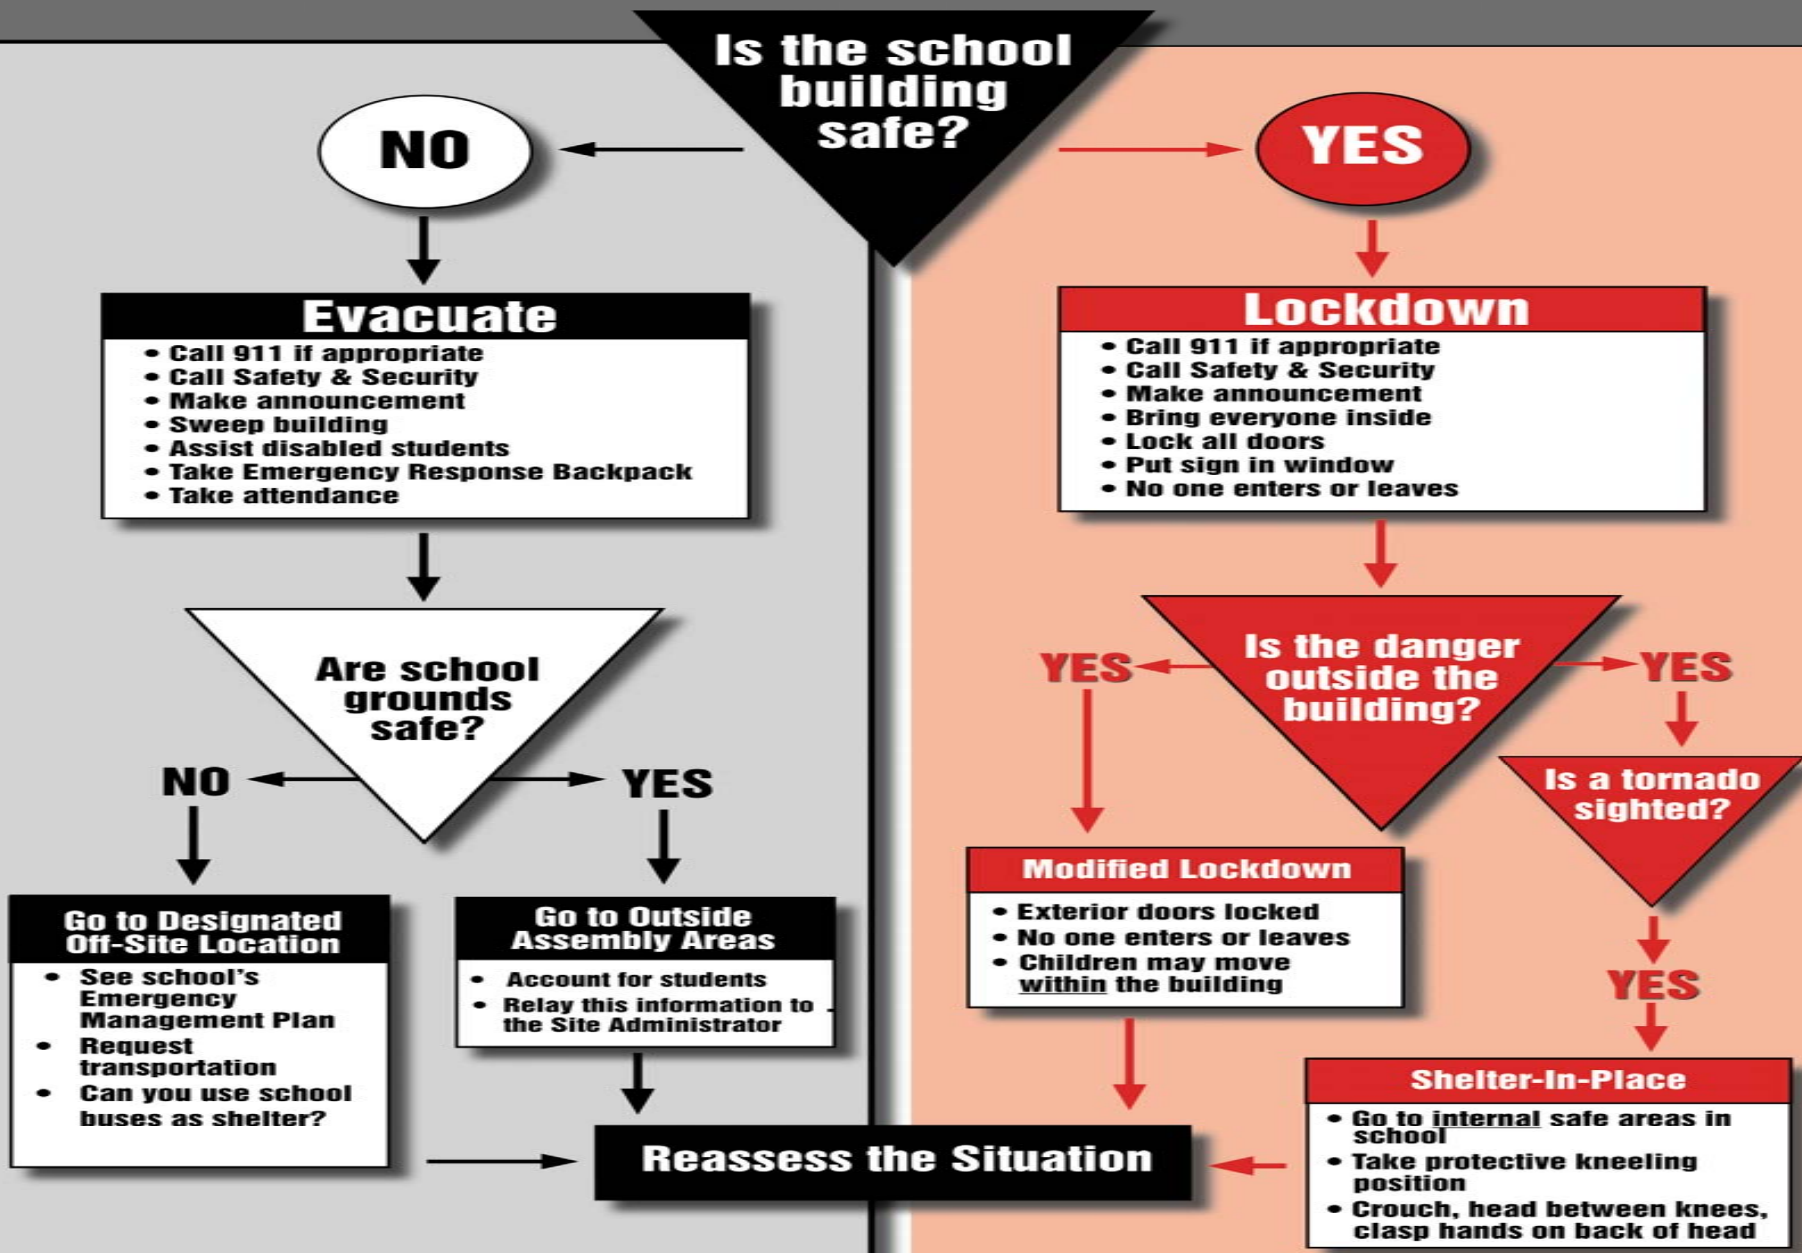 Is the school
building
safe?
NO
YES
Evacuate
• Call 911 if appropriate
• Call Safety & Security
• Make announcement
• Sweep building
• Assist disabled students
• Take Emergency Response Backpack
• Take attendance
Are school
grounds
safe?
NO
YES
Go to Designated
Off-Site Location
• See school's
Emergency
Management Plan
• Request
transportation
• Can you use school
buses as shelter?
Go to Outside
Assembly Areas
• Account for students
• Relay this information to .
the Site Administrator
Lockdown
• Call 911 if appropriate
• Call Safety & Security
• Make announcement
• Bring everyone inside
• Lock all doors
• Put sign in window
• No one enters or leaves
Is the danger
outside the
building?
YES
YES
Is a tornado
sighted?
Modified Lockdown
• Exterior doors locked
• No one enters or leaves
• Children may move
within the building
YES
Shelter-In-Place
• Go to internal safe areas in
school
• Take protective kneeling
position
• Crouch, head between knees,
clasp hands on back of head
Reassess the Situation